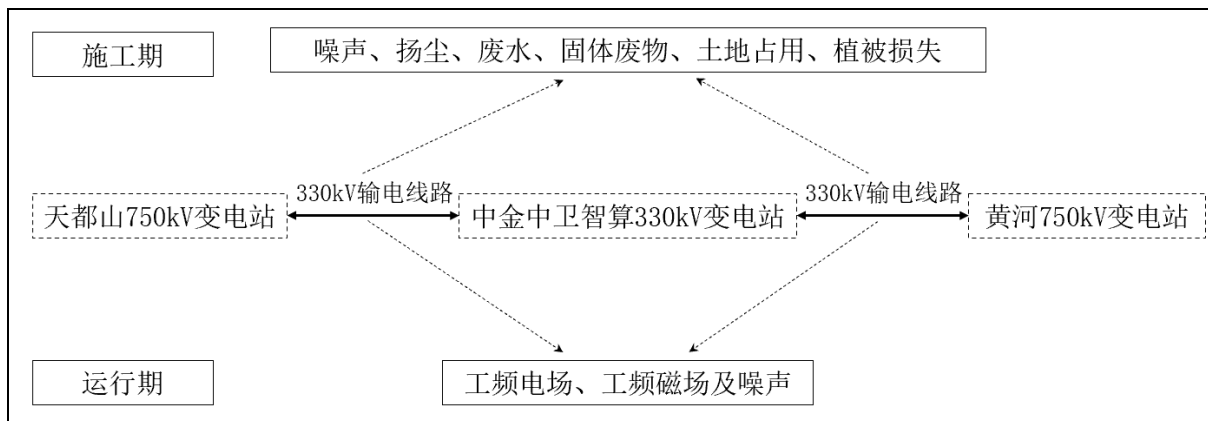 施工期
噪声、扬尘、废水、固体废物、土地占用、植被损失
330kV输电线路
330kV输电线路
天都山750kV变电站
中金中卫智算330kV变电站
黄河750kV变电站
运行期
工频电场、工频磁场及噪声